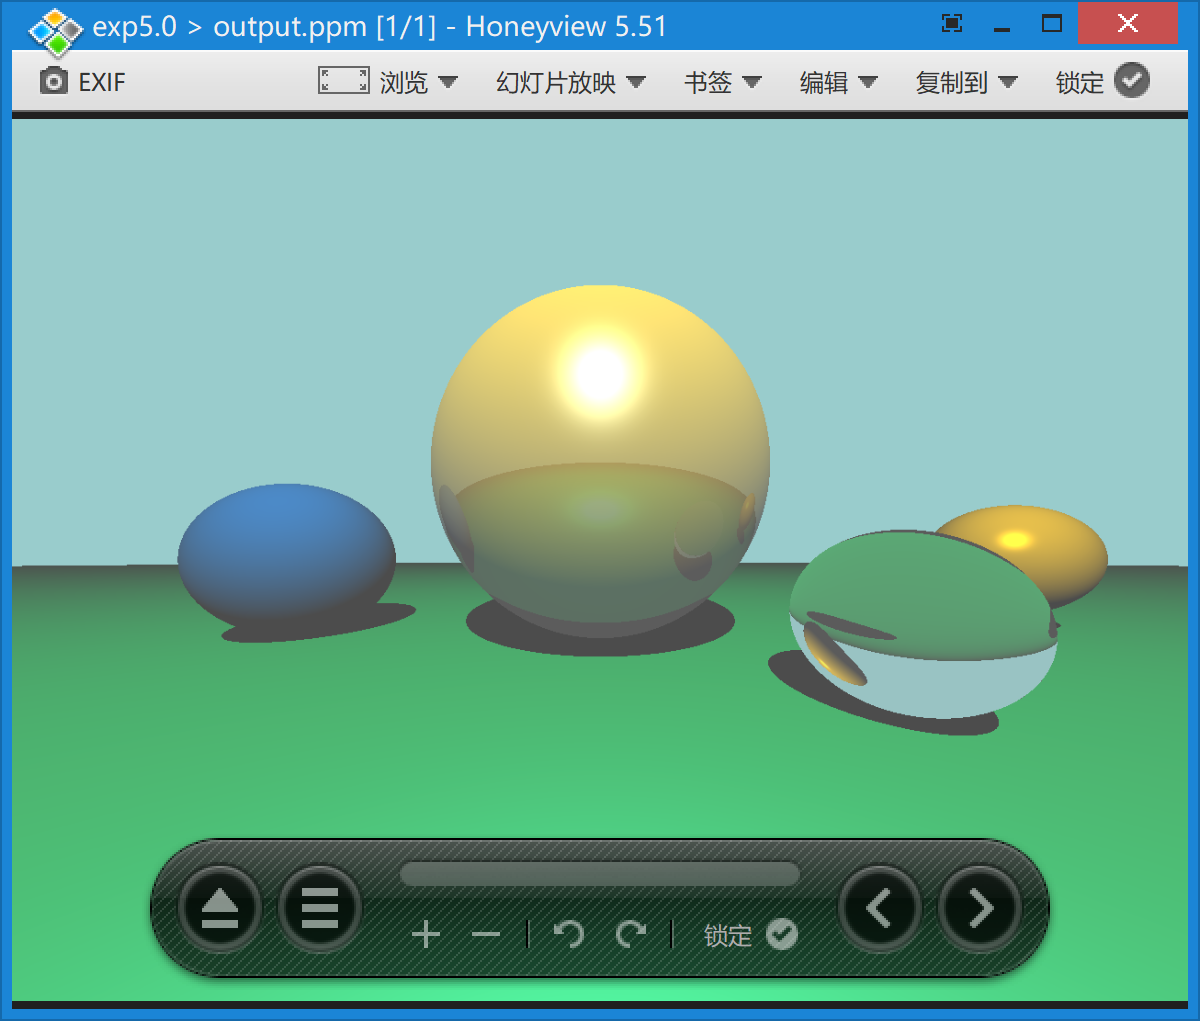 exp5.0 > output.ppm [1/1] - Honeyview 5.51
EXIF 浏览 幻灯片放映 书签 编辑 复制到 锁定
锁定